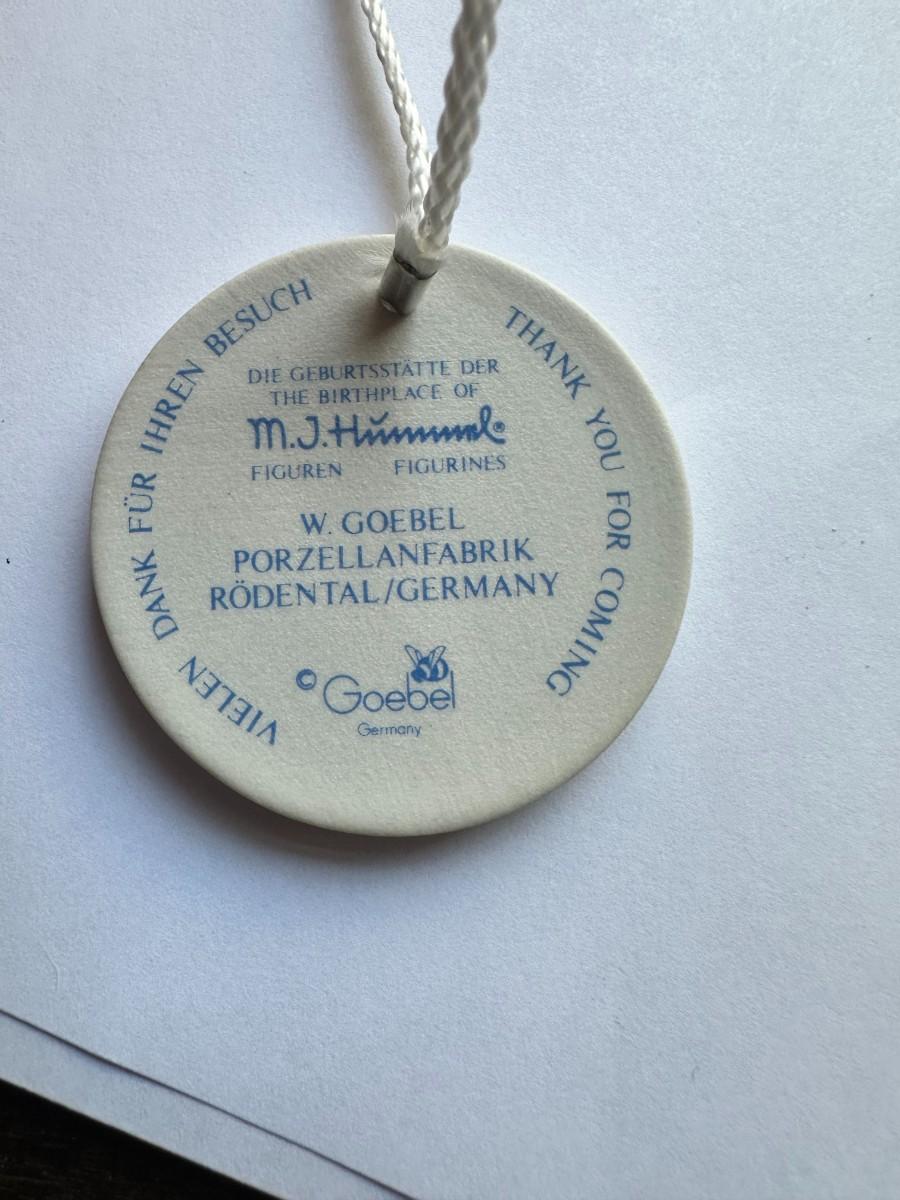 VIELEN DANK FÜR IHREN BESUCH
THANK YOU FOR COMING
DIE GEBURTSSTÄTTE DER
THE BIRTHPLACE OF
M.J. Hummel®
FIGUREN FIGURINES
W. GOEBEL
PORZELLANFABRIK
RÖDENTAL/GERMANY
© Goebel
Germany